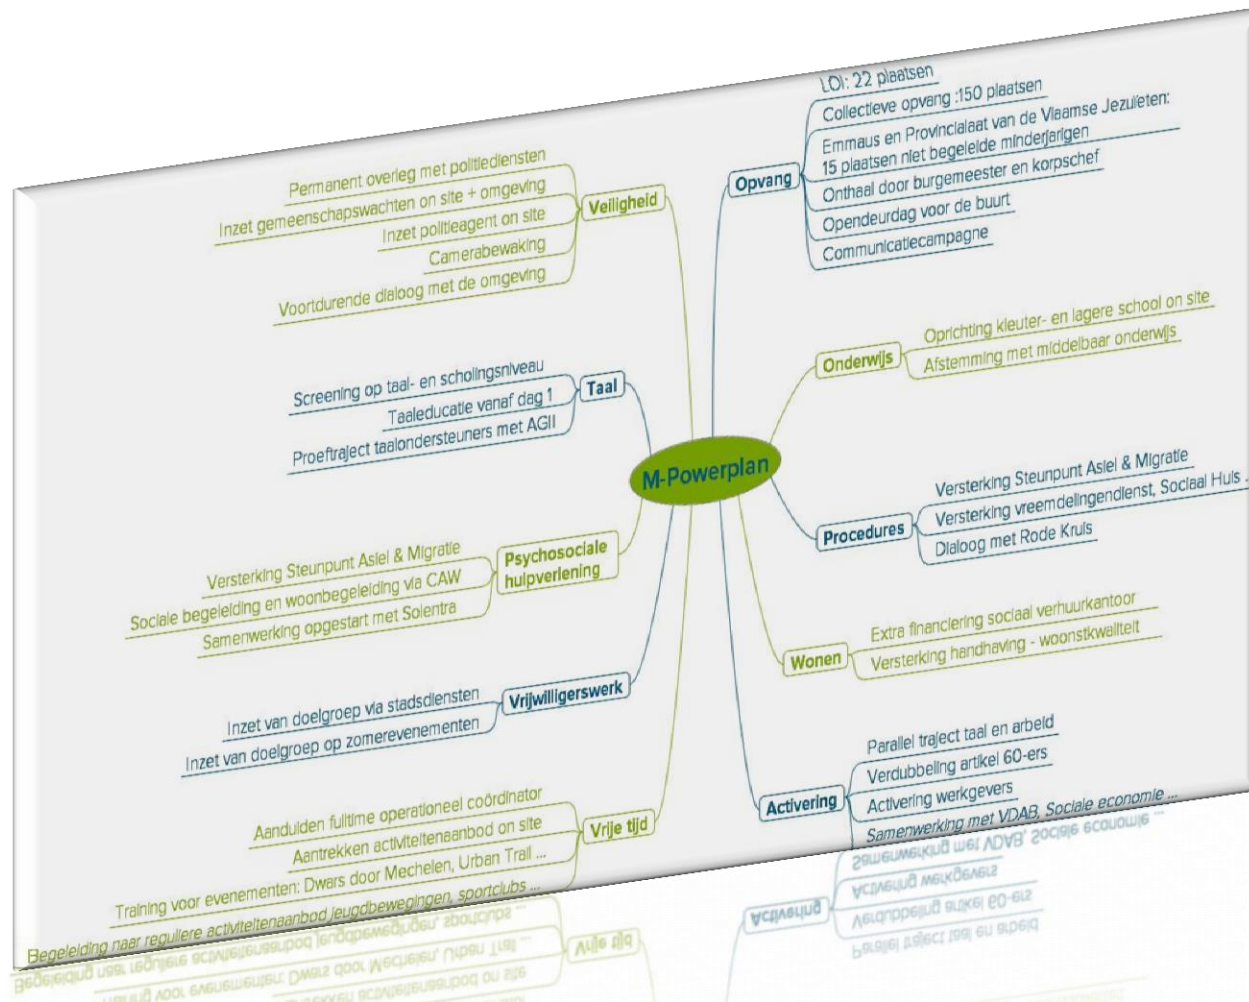 M-Powerplan
Opvang
LOI: 22 plaatsen
Collectieve opvang :150 plaatsen
Emmaus en Provincialaat van de Vlaamse Jezuïeten:
15 plaatsen niet begeleide minderjarigen
Onthaal door burgemeester en korpschef
Opendeurdag voor de buurt
Communicatiecampagne
Onderwijs
Oprichting kleuter- en lagere school on site
Afstemming met middelbaar onderwijs
Procedures
Versterking Steunpunt Asiel & Migratie
Versterking vreemdelingendienst, Sociaal Huis .
Dialoog met Rode Kruis
Wonen
Extra financiering sociaal verhuurkantoor
Versterking handhaving - woonstkwaliteit
Activering
Parallel traject taal en arbeid
Verdubbeling artikel 60-ers
Activering werkgevers
Samenwerking met VDAB, Sociale economie ...
Veiligheid
Permanent overleg met politiediensten
Inzet gemeenschapswachten on site + omgeving
Inzet politieagent on site
Camerabewaking
Voortdurende dialoog met de omgeving
Taal
Screening op taal- en scholingsniveau
Taaleducatie vanaf dag 1
Proeftraject taalondersteuners met AGII
Psychosociale
hulpverlening
Versterking Steunpunt Asiel & Migratie
Sociale begeleiding en woonbegeleiding via CAW
Samenwerking opgestart met Solentra
Vrijwilligerswerk
Inzet van doelgroep via stadsdiensten
Inzet van doelgroep op zomerevenementen
Vrije tijd
Aanduiden fulltime operationeel coördinator
Aantrekken activiteitenaanbod on site
Training voor evenementen: Dwars door Mechelen, Urban Trail ...
Begeleiding naar reguliere activiteitenaanbod jeugdbewegingen, sportclubs ...